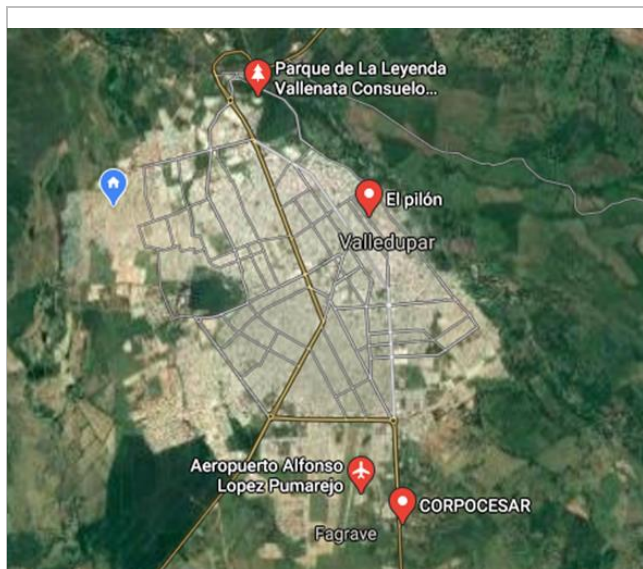 Parque de La Leyenda
Vallenata Consuelo...
El pilón
Valledupar
Aeropuerto Alfonso
Lopez Pumarejo
CORPOCESAR
Fagrave